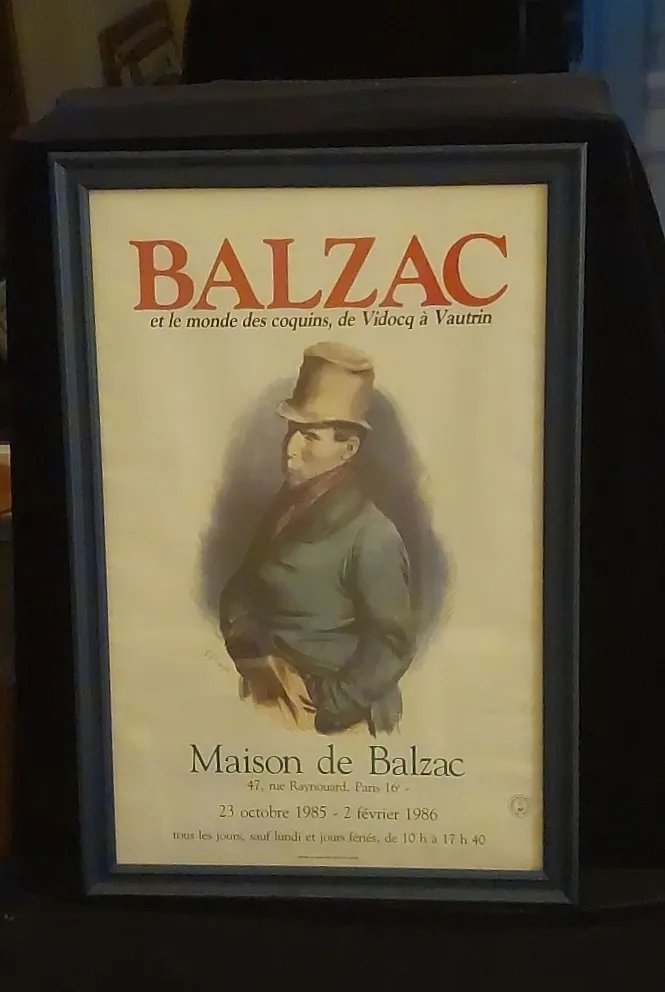 BALZAC
et le monde des coquins, de Vidocq à Vautrin
Maison de Balzac
47, rue Raynouard, Paris 16e -
23 octobre 1985 - 2 février 1986
tous les jours, sauf lundi et jours fériés, de 10 h à 17 h 40